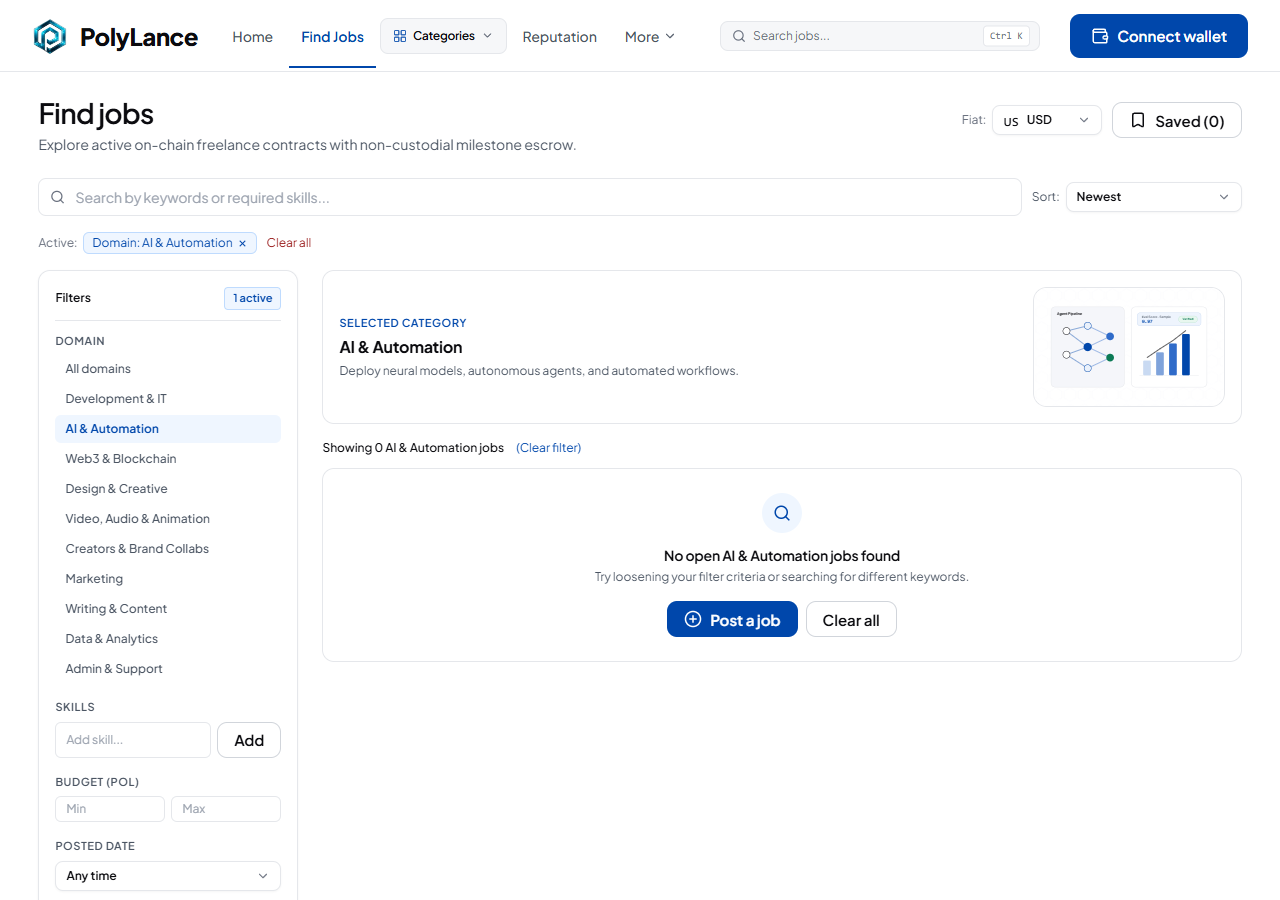 PolyLance
Home
Find Jobs
Categories
Reputation
More
Search jobs...
Ctrl K
Connect wallet
Find jobs
Explore active on-chain freelance contracts with non-custodial milestone escrow.
Fiat:
US USD
Saved (0)
Search by keywords or required skills...
Sort:
Newest
Active:
Domain: AI & Automation ×
Clear all
Filters
1 active
DOMAIN
All domains
Development & IT
AI & Automation
Web3 & Blockchain
Design & Creative
Video, Audio & Animation
Creators & Brand Collabs
Marketing
Writing & Content
Data & Analytics
Admin & Support
SKILLS
Add skill...
Add
BUDGET (POL)
Min
Max
POSTED DATE
Any time
SELECTED CATEGORY
AI & Automation
Deploy neural models, autonomous agents, and automated workflows.
Agent Pipeline
Showing 0 AI & Automation jobs
(Clear filter)
No open AI & Automation jobs found
Try loosening your filter criteria or searching for different keywords.
Post a job
Clear all